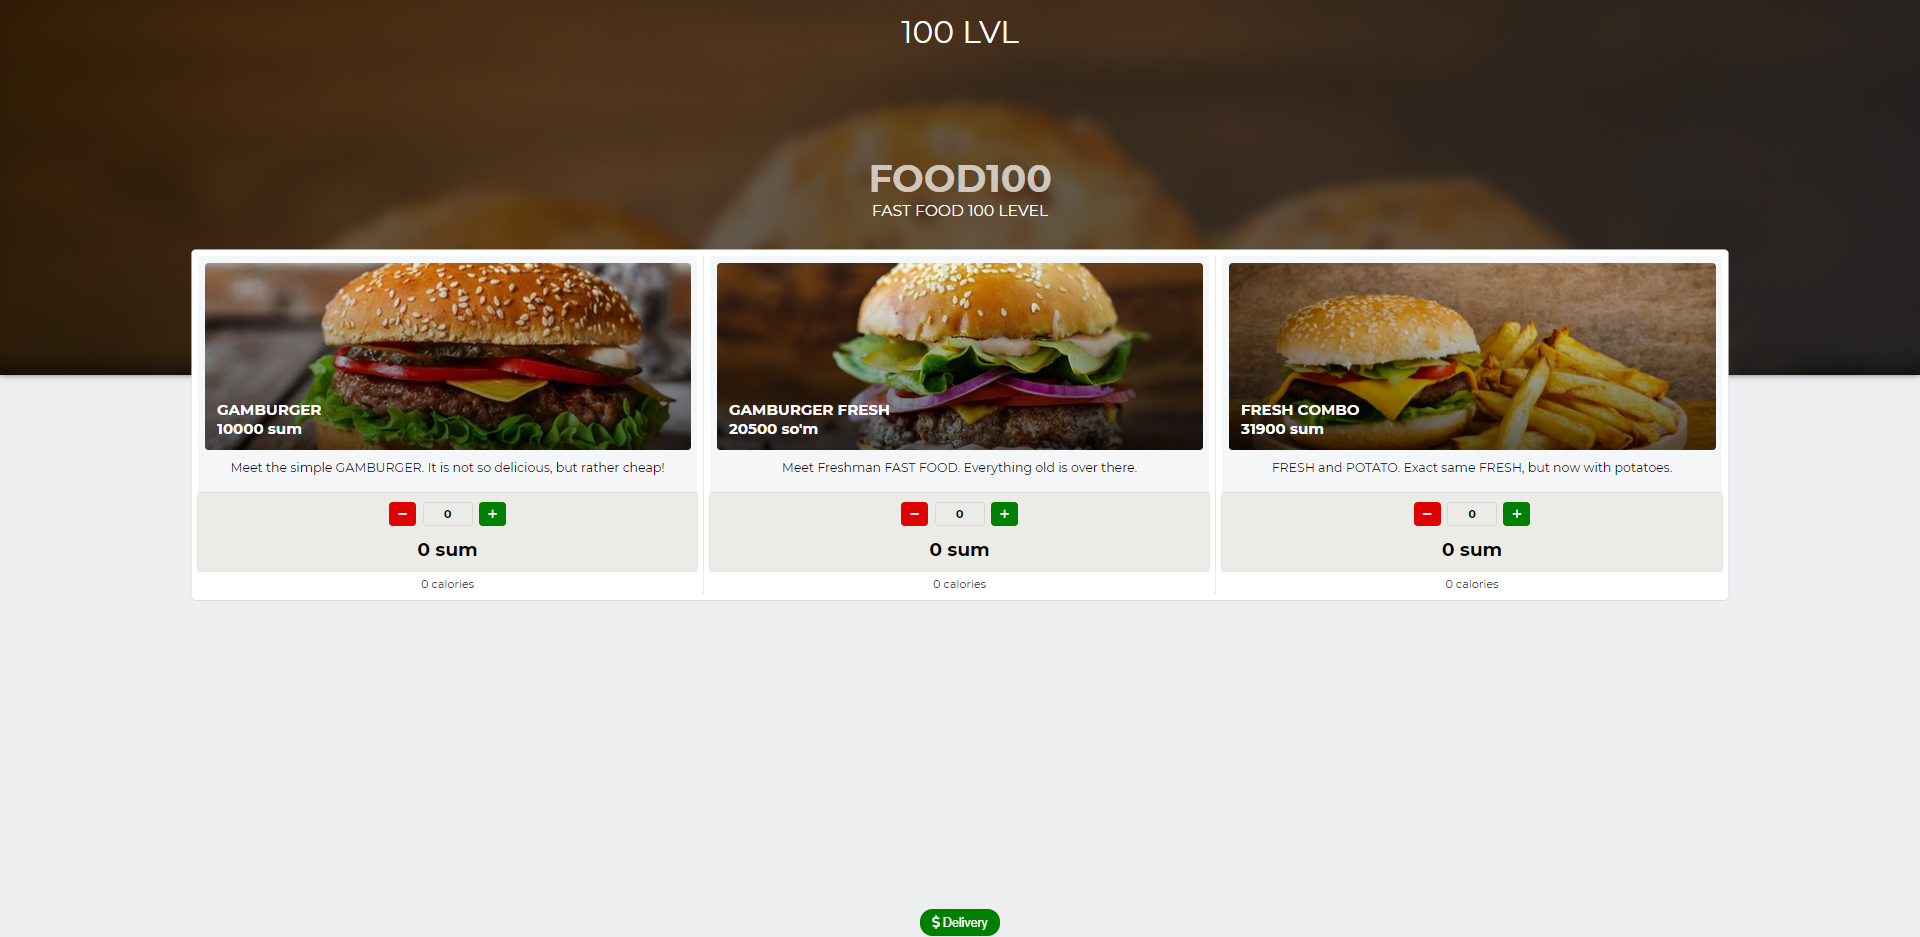 100 LVL
FOOD100
FAST FOOD 100 LEVEL
GAMBURGER
10000 sum
Meet the simple GAMBURGER. It is not so delicious, but rather cheap!
− 0 +
0 sum
0 calories
GAMBURGER FRESH
20500 so'm
Meet Freshman FAST FOOD. Everything old is over there.
− 0 +
0 sum
0 calories
FRESH COMBO
31900 sum
FRESH and POTATO. Exact same FRESH, but now with potatoes.
− 0 +
0 sum
0 calories
$ Delivery